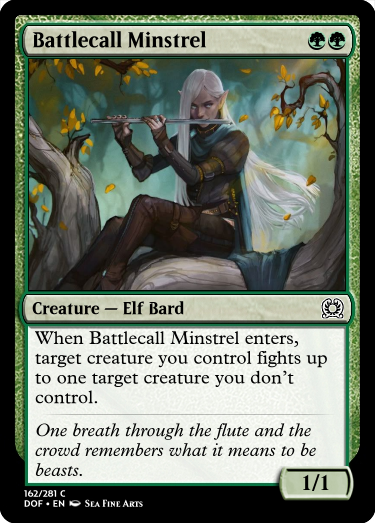 Battlecall Minstrel
Creature — Elf Bard
When Battlecall Minstrel enters,
target creature you control fights up
to one target creature you don't
control.
One breath through the flute and the
crowd remembers what it means to be
beasts.
1/1
162/281 C
DOF • EN Sea Fine Arts